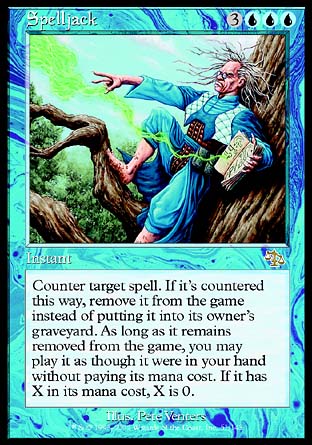 Spelljack 3
Instant
Counter target spell. If it's countered
this way, remove it from the game
instead of putting it into its owner's
graveyard. As long as it remains
removed from the game, you may
play it as though it were in your hand
without paying its mana cost. If it has
X in its mana cost, X is 0.
Illus. Pete Venters